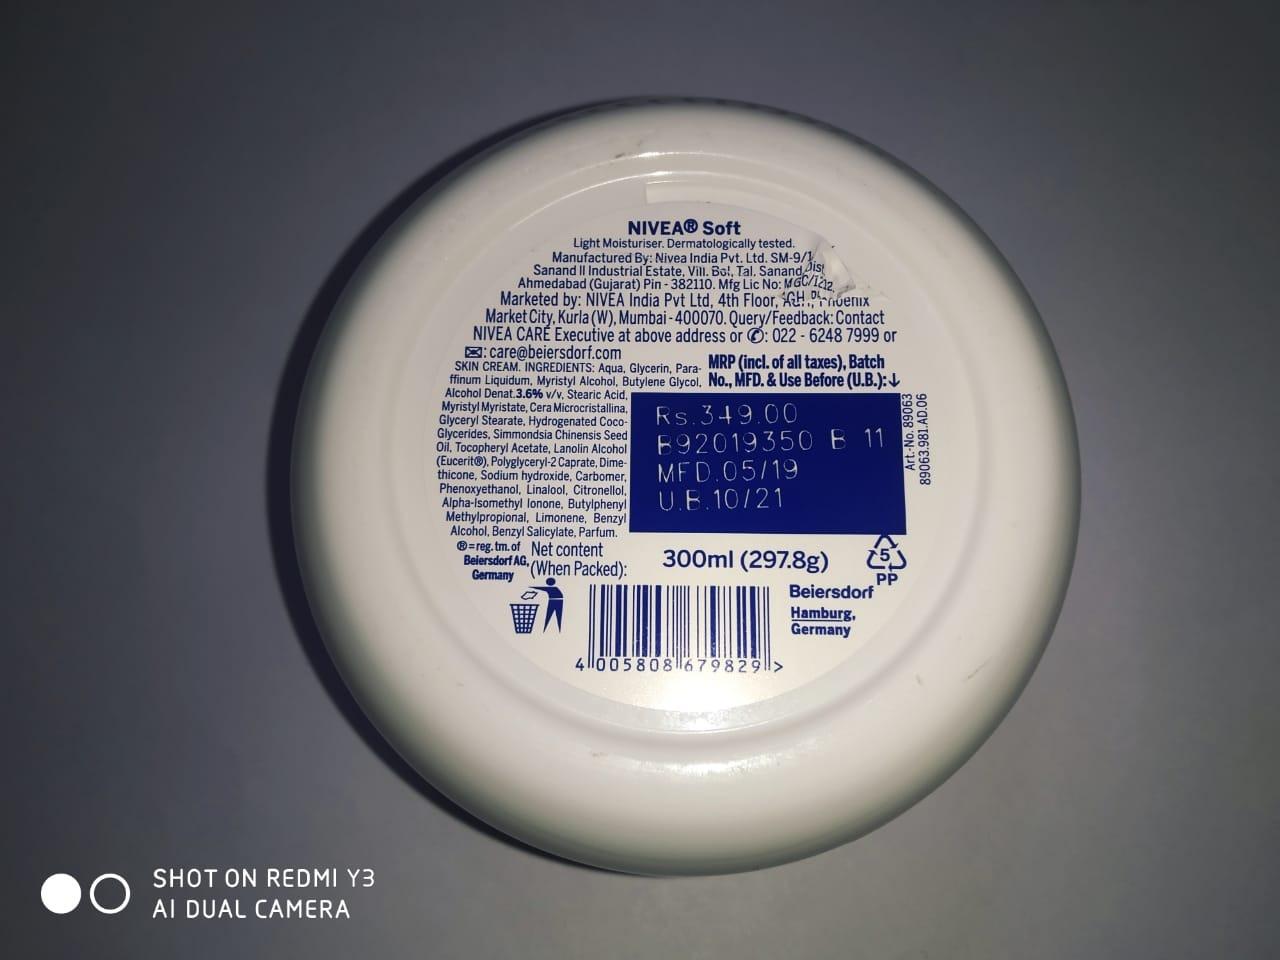 NIVEA® Soft
Light Moisturiser. Dermatologically tested.
Manufactured By: Nivea India Pvt. Ltd. SM-9/1
Sanand II Industrial Estate, Vill. Bol, Tal. Sanand, Dist
Ahmedabad (Gujarat) Pin - 382110. Mfg Lic No:
Marketed by: NIVEA India Pvt Ltd, 4th Floor, Phoenix
Market City, Kurla (W), Mumbai - 400070. Query/Feedback: Contact
NIVEA CARE Executive at above address or ✆: 022 - 6248 7999 or
✉: care@beiersdorf.com
SKIN CREAM. INGREDIENTS: Aqua, Glycerin, Para-
ffinum Liquidum, Myristyl Alcohol, Butylene Glycol,
Alcohol Denat.3.6% v/v, Stearic Acid,
Myristyl Myristate, Cera Microcristallina,
Glyceryl Stearate, Hydrogenated Coco-
Glycerides, Simmondsia Chinensis Seed
Oil, Tocopheryl Acetate, Lanolin Alcohol
(Eucerit®), Polyglyceryl-2 Caprate, Dime-
thicone, Sodium hydroxide, Carbomer,
Phenoxyethanol, Linalool, Citronellol,
Alpha-Isomethyl Ionone, Butylphenyl
Methylpropional, Limonene, Benzyl
Alcohol, Benzyl Salicylate, Parfum.
MRP (incl. of all taxes), Batch
No., MFD. & Use Before (U.B.):↓
Rs.349.00
B92019350 B 11
MFD.05/19
U.B.10/21
Art.-No. 89063
89063.981.AD.06
®=reg. tm. of
Beiersdorf AG,
Germany
Net content
(When Packed):
300ml (297.8g)
5
PP
Beiersdorf
Hamburg,
Germany
4 005808 679829 >
SHOT ON REDMI Y3
AI DUAL CAMERA